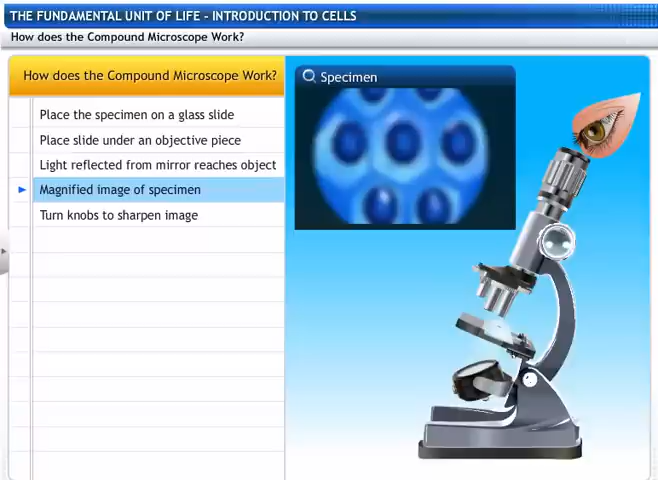 THE FUNDAMENTAL UNIT OF LIFE - INTRODUCTION TO CELLS
How does the Compound Microscope Work?
How does the Compound Microscope Work?
Place the specimen on a glass slide
Place slide under an objective piece
Light reflected from mirror reaches object
Magnified image of specimen
Turn knobs to sharpen image
Specimen